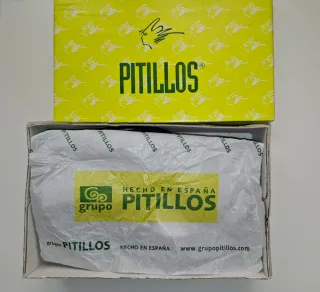 PITILLOS®
PITILLOS
HECHO EN ESPAÑA
grupo PITILLOS
grupo PITILLOS HECHO EN ESPAÑA www.grupopitillos.com